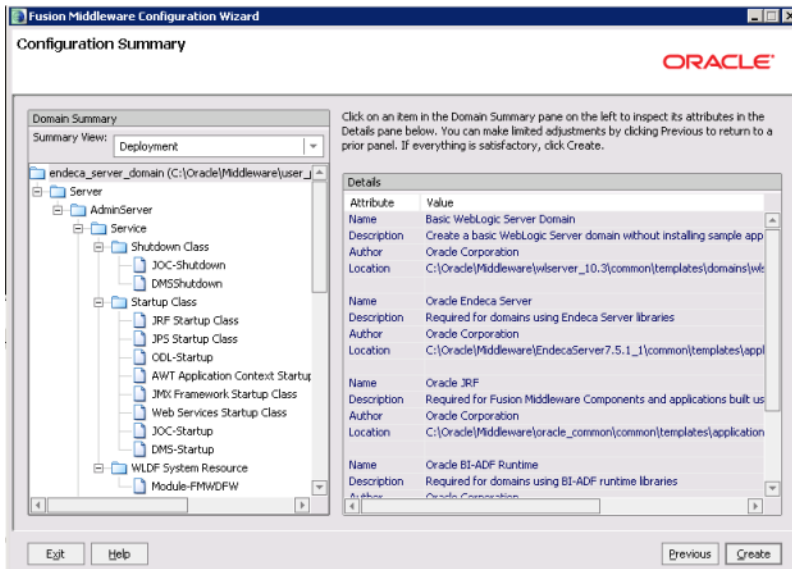 Fusion Middleware Configuration Wizard
Configuration Summary
ORACLE
Domain Summary
Summary View:
Deployment
endeca_server_domain (C:\Oracle\Middleware\user_
Server
AdminServer
Service
Shutdown Class
JOC-Shutdown
DMSShutdown
Startup Class
JRF Startup Class
JPS Startup Class
ODL-Startup
AWT Application Context Startup
JMX Framework Startup Class
Web Services Startup Class
JOC-Startup
DMS-Startup
WLDF System Resource
Module-FMWDFW
Click on an item in the Domain Summary pane on the left to inspect its attributes in the
Details pane below. You can make limited adjustments by clicking Previous to return to a
prior panel. If everything is satisfactory, click Create.
Details
Attribute Value
Name Basic WebLogic Server Domain
Description Create a basic WebLogic Server domain without installing sample app
Author Oracle Corporation
Location C:\Oracle\Middleware\wlserver_10.3\common\templates\domains\wls
Name Oracle Endeca Server
Description Required for domains using Endeca Server libraries
Author Oracle Corporation
Location C:\Oracle\Middleware\EndecaServer7.5.1_1\common\templates\appl
Name Oracle JRF
Description Required for Fusion Middleware Components and applications built us
Author Oracle Corporation
Location C:\Oracle\Middleware\oracle_common\common\templates\application
Name Oracle BI-ADF Runtime
Description Required for domains using BI-ADF runtime libraries
Author Oracle Corporation
Exit Help Previous Create